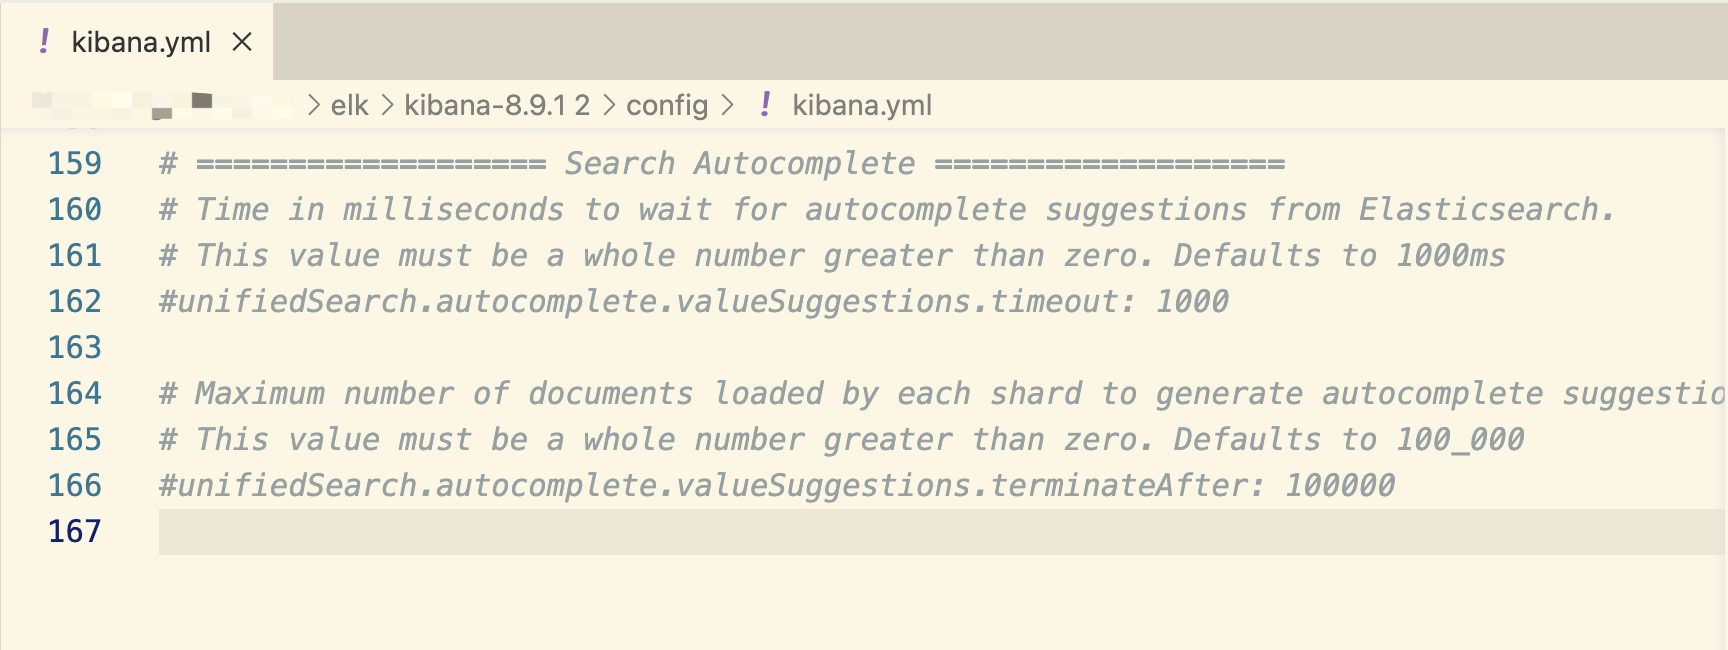 ! kibana.yml ×
> elk > kibana-8.9.1 2 > config > ! kibana.yml
159 # =================== Search Autocomplete ===================
160 # Time in milliseconds to wait for autocomplete suggestions from Elasticsearch.
161 # This value must be a whole number greater than zero. Defaults to 1000ms
162 #unifiedSearch.autocomplete.valueSuggestions.timeout: 1000
163
164 # Maximum number of documents loaded by each shard to generate autocomplete suggestio
165 # This value must be a whole number greater than zero. Defaults to 100_000
166 #unifiedSearch.autocomplete.valueSuggestions.terminateAfter: 100000
167